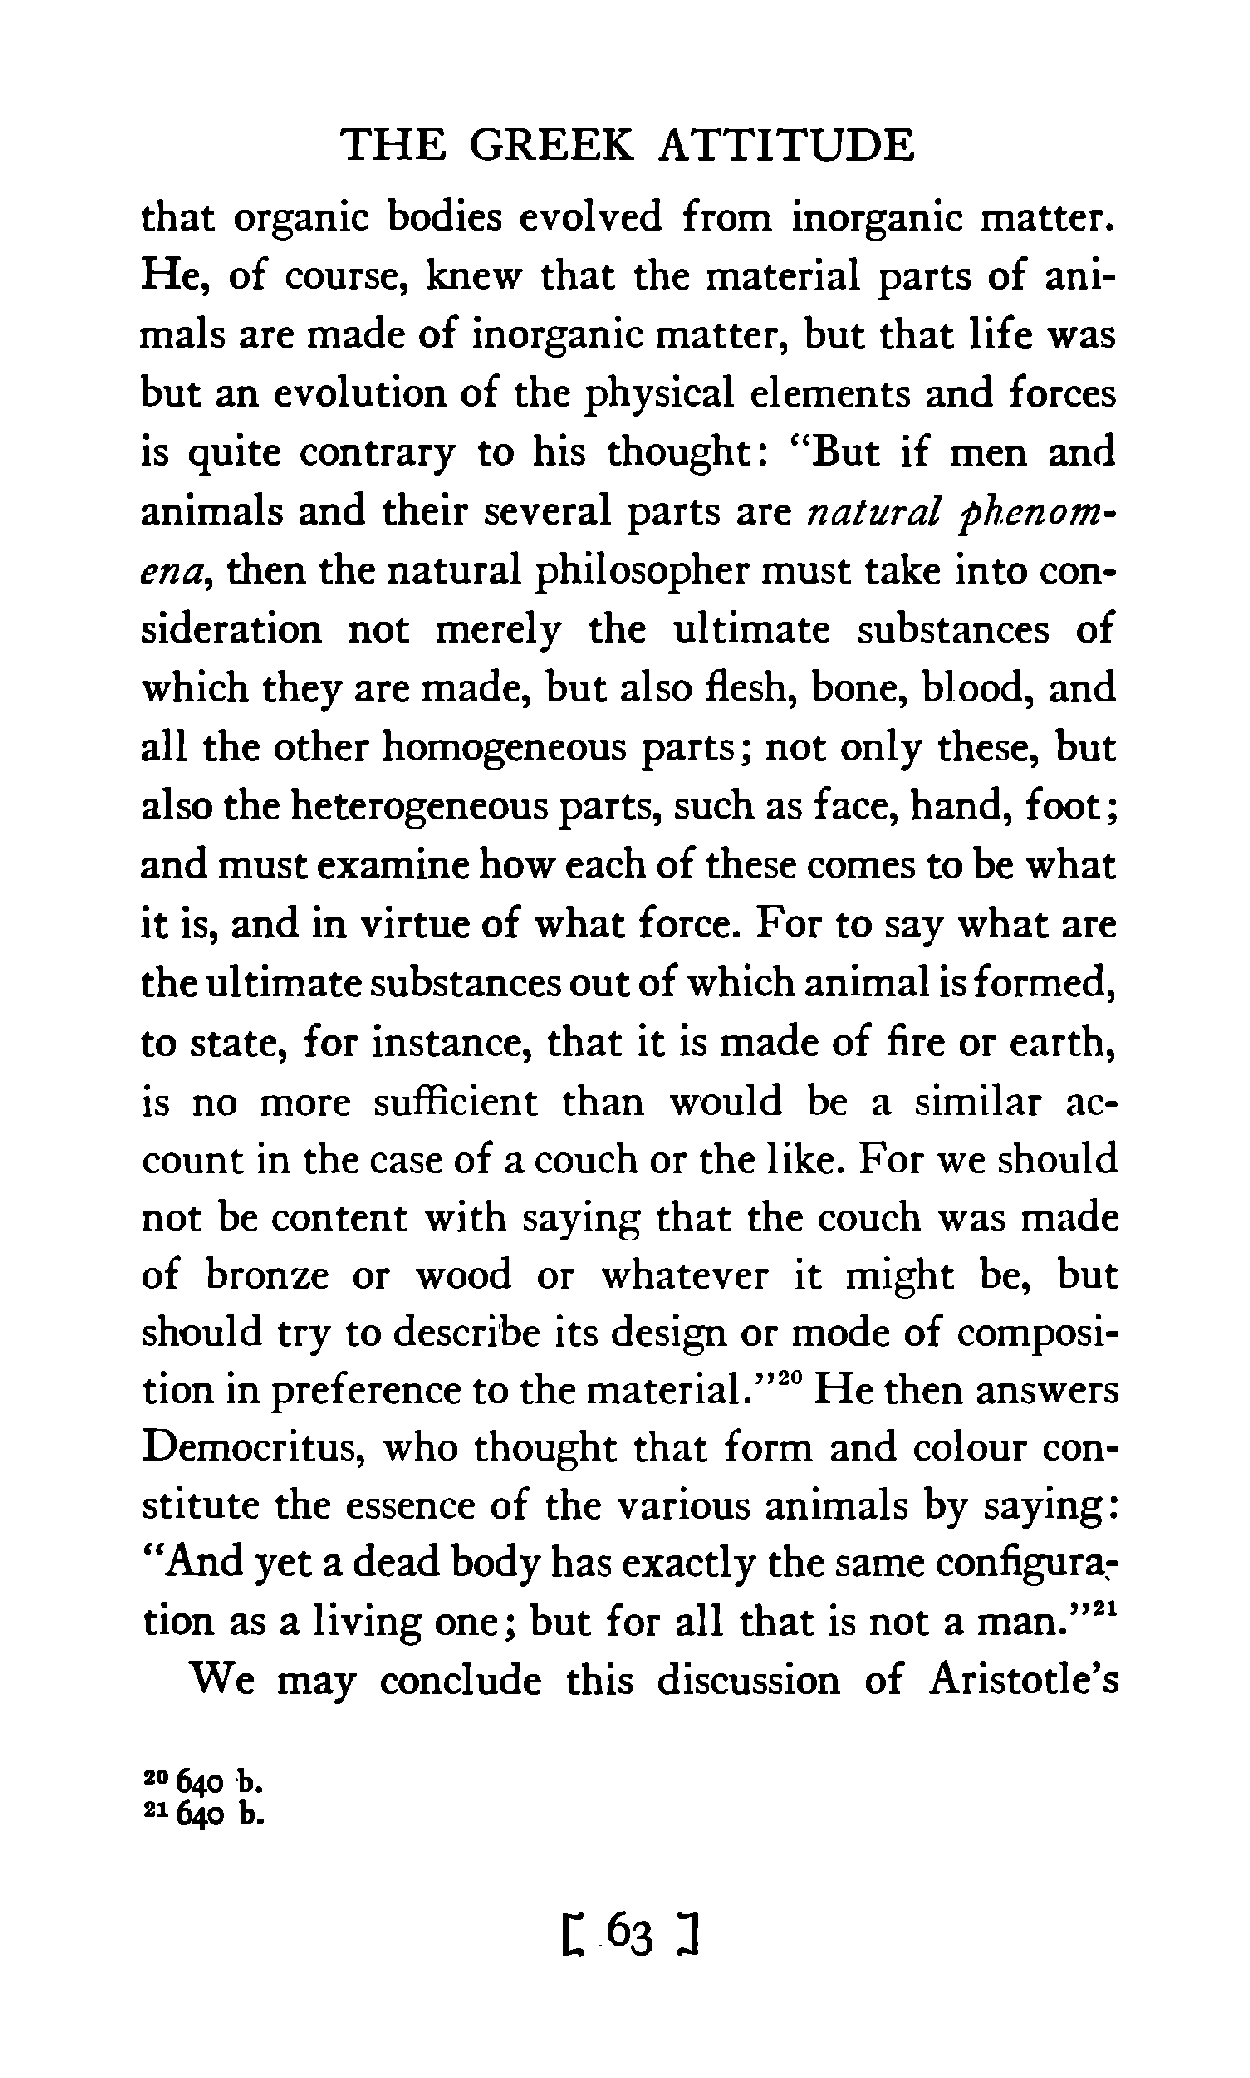 THE GREEK ATTITUDE
that organic bodies evolved from inorganic matter.
He, of course, knew that the material parts of ani-
mals are made of inorganic matter, but that life was
but an evolution of the physical elements and forces
is quite contrary to his thought: “But if men and
animals and their several parts are natural phenom-
ena, then the natural philosopher must take into con-
sideration not merely the ultimate substances of
which they are made, but also flesh, bone, blood, and
all the other homogeneous parts; not only these, but
also the heterogeneous parts, such as face, hand, foot;
and must examine how each of these comes to be what
it is, and in virtue of what force. For to say what are
the ultimate substances out of which animal is formed,
to state, for instance, that it is made of fire or earth,
is no more sufficient than would be a similar ac-
count in the case of a couch or the like. For we should
not be content with saying that the couch was made
of bronze or wood or whatever it might be, but
should try to describe its design or mode of composi-
tion in preference to the material.”²⁰ He then answers
Democritus, who thought that form and colour con-
stitute the essence of the various animals by saying:
“And yet a dead body has exactly the same configura-
tion as a living one; but for all that is not a man.”²¹
We may conclude this discussion of Aristotle’s
²⁰ 640 b.
²¹ 640 b.
[ 63 ]